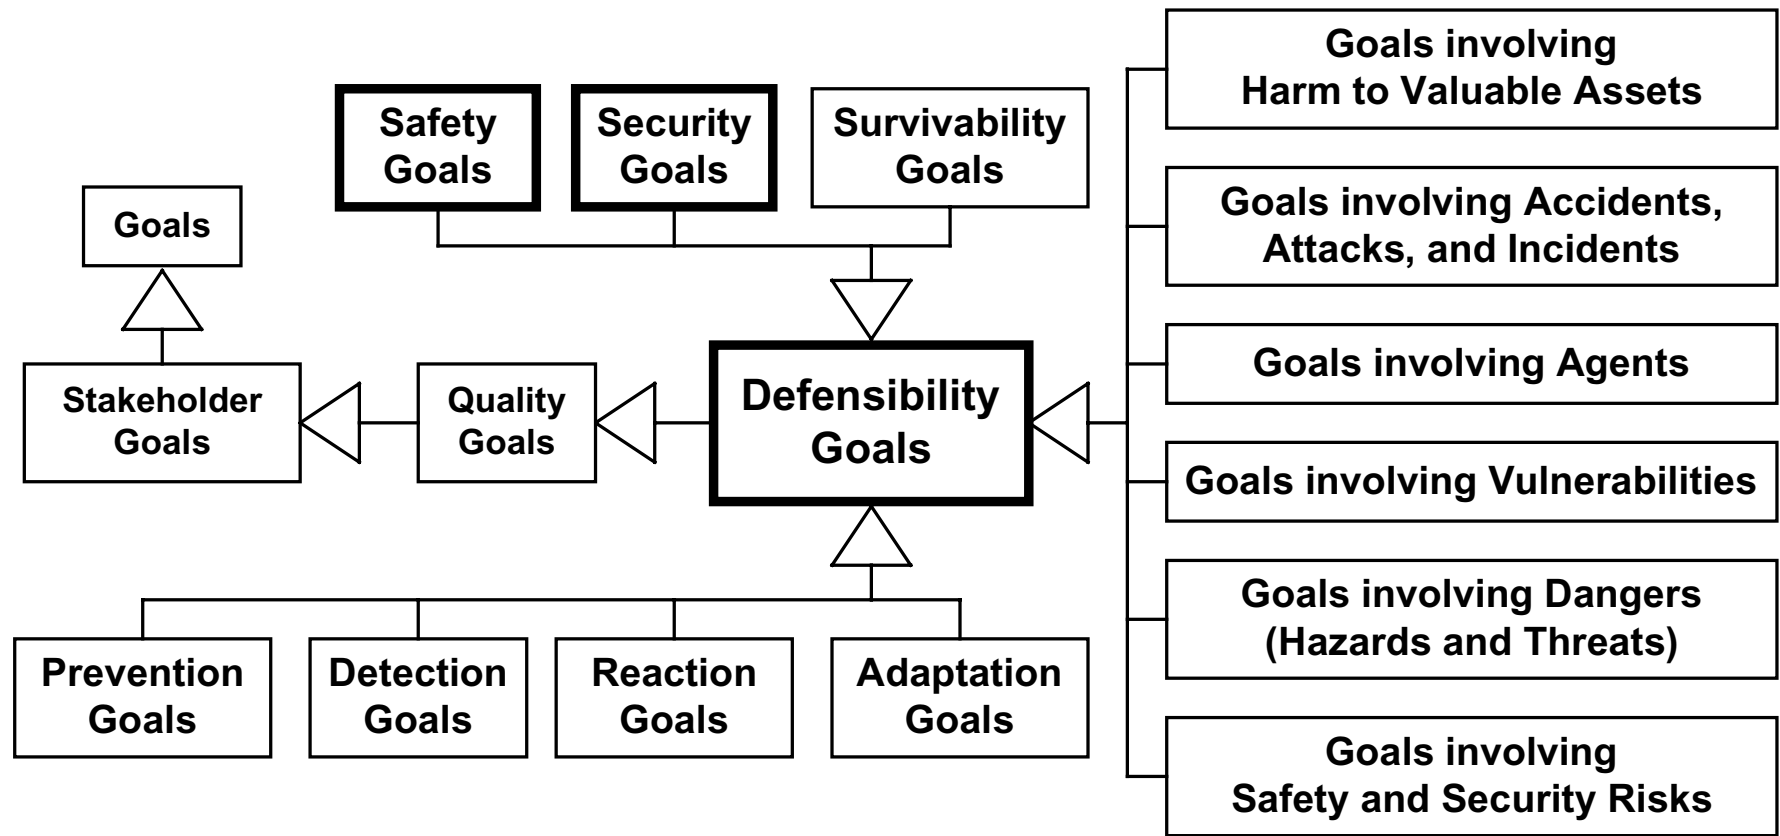 Safety
Goals
Security
Goals
Survivability
Goals
Goals
Stakeholder
Goals
Quality
Goals
Defensibility
Goals
Prevention
Goals
Detection
Goals
Reaction
Goals
Adaptation
Goals
Goals involving
Harm to Valuable Assets
Goals involving Accidents,
Attacks, and Incidents
Goals involving Agents
Goals involving Vulnerabilities
Goals involving Dangers
(Hazards and Threats)
Goals involving
Safety and Security Risks